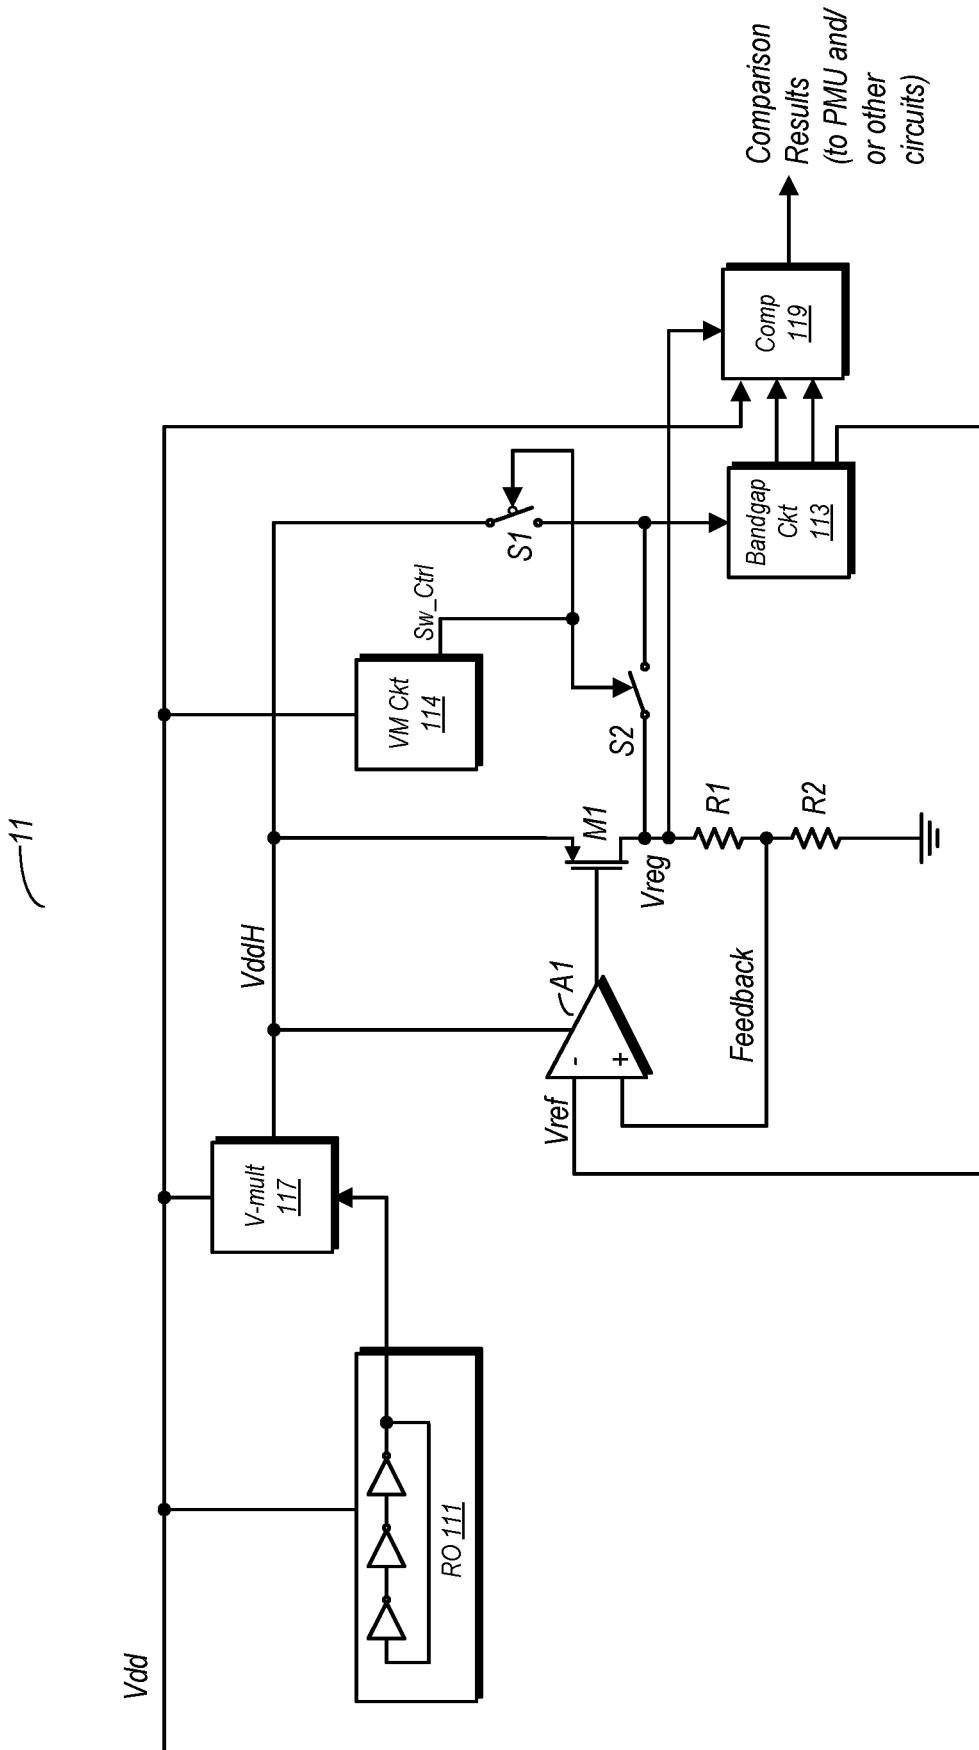 11
Vdd
RO 111
V-mult
117
VddH
VM Ckt
114
Sw_Ctrl
S1
S2
A1
-
+
Vref
Feedback
M1
Vreg
R1
R2
Bandgap
Ckt
113
Comp
119
Comparison
Results
(to PMU and/
or other
circuits)